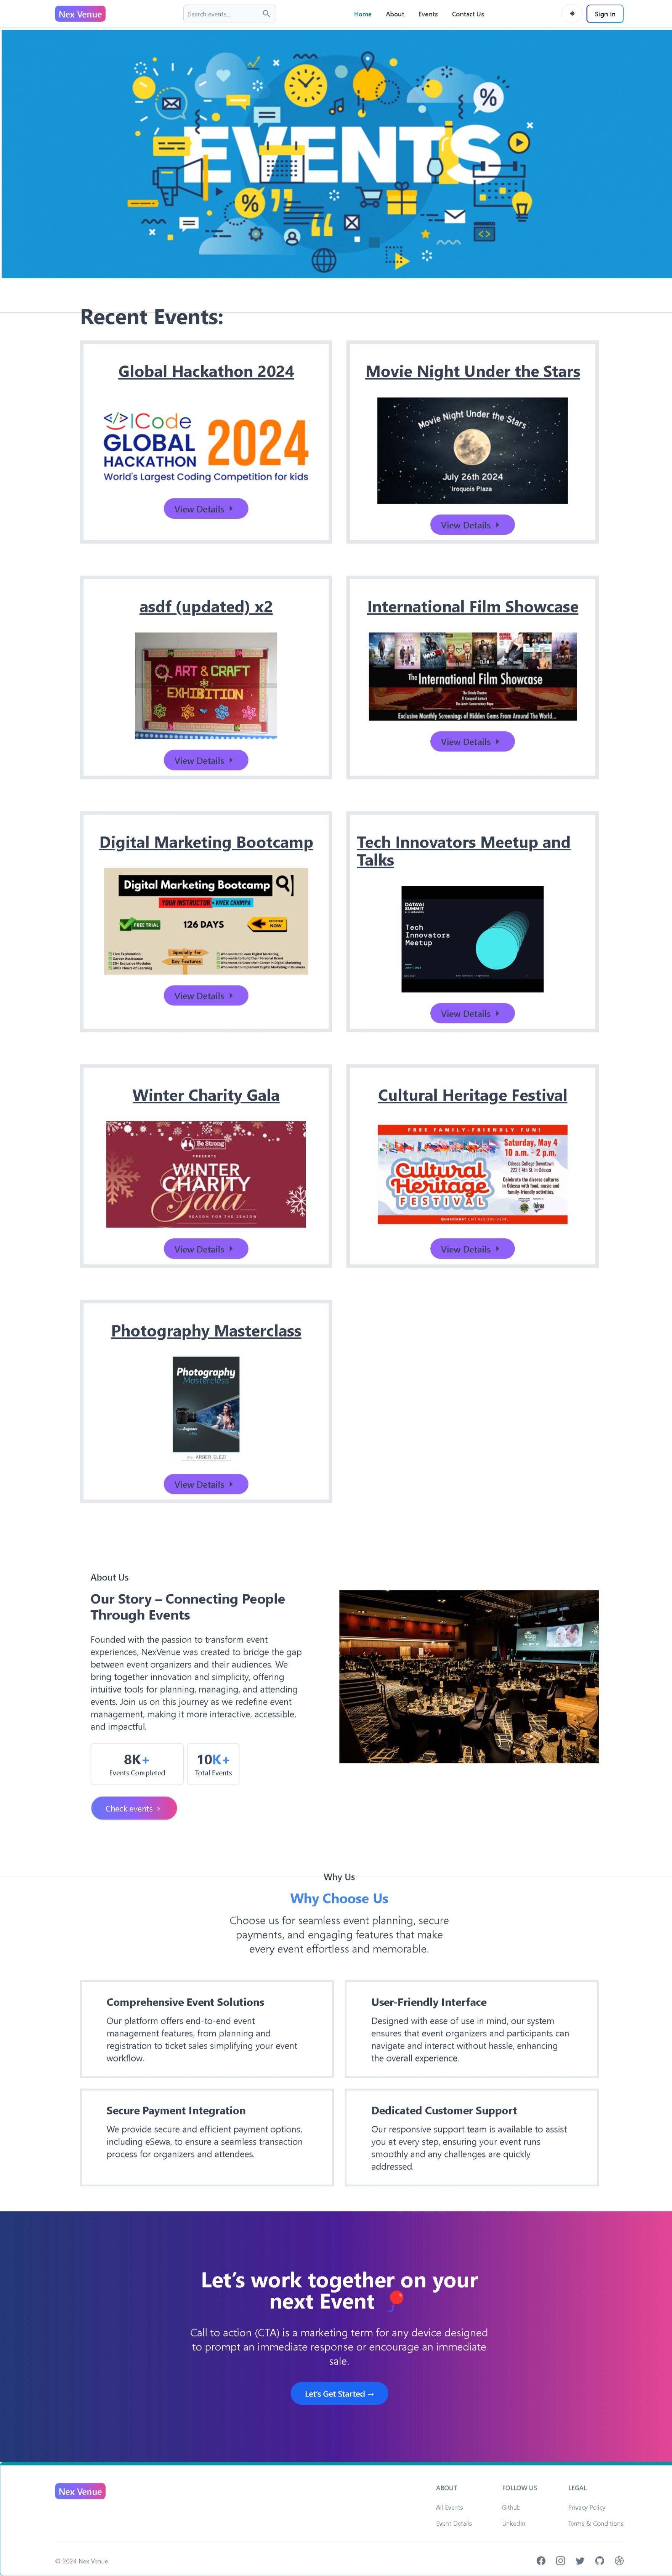 Nex Venue
Search events...
Home
About
Events
Contact Us
Sign In
EVENTS
%
%
Recent Events:
Global Hackathon 2024
Movie Night Under the Stars
ICode
GLOBAL
HACKATHON
2024
World's Largest Coding Competition for kids
Movie Night Under the Stars
July 26th 2024
Iroquois Plaza
View Details
View Details
asdf (updated) x2
International Film Showcase
ART & CRAFT
EXHIBITION
The International Film Showcase
Exclusive Monthly Screenings of Hidden Gems From Around The World...
View Details
View Details
Digital Marketing Bootcamp
Tech Innovators Meetup and
Talks
Digital Marketing Bootcamp
YOUR INSTRUCTOR
VIVEK CHHIMPA
FREE TRIAL
126 DAYS
REGISTER
NOW
Specially for
Key Features
Tech
Innovators
Meetup
View Details
View Details
Winter Charity Gala
Cultural Heritage Festival
Be Strong
PRESENTS
WINTER
CHARITY
Gala
REASON FOR THE SEASON
FREE FAMILY-FRIENDLY FUN!
Saturday, May 4
10 a.m. - 2 p.m.
Odessa College Downtown
Cultural
Heritage
FESTIVAL
Celebrate the diverse
cultures with food, music and
family-friendly activities.
View Details
View Details
Photography Masterclass
Photography
Masterclass
ARBËR ELEZI
View Details
About Us
Our Story – Connecting People
Through Events
Founded with the passion to transform event
experiences, NexVenue was created to bridge the gap
between event organizers and their audiences. We
bring together innovation and simplicity, offering
intuitive tools for planning, managing, and attending
events. Join us on this journey as we redefine event
management, making it more interactive, accessible,
and impactful.
8K+
Events Completed
10K+
Total Events
Check events
Why Us
Why Choose Us
Choose us for seamless event planning, secure
payments, and engaging features that make
every event effortless and memorable.
Comprehensive Event Solutions
Our platform offers end-to-end event
management features, from planning and
registration to ticket sales simplifying your event
workflow.
User-Friendly Interface
Designed with ease of use in mind, our system
ensures that event organizers and participants can
navigate and interact without hassle, enhancing
the overall experience.
Secure Payment Integration
We provide secure and efficient payment options,
including eSewa, to ensure a seamless transaction
process for organizers and attendees.
Dedicated Customer Support
Our responsive support team is available to assist
you at every step, ensuring your event runs
smoothly and any challenges are quickly
addressed.
Let's work together on your
next Event 🎈
Call to action (CTA) is a marketing term for any device designed
to prompt an immediate response or encourage an immediate
sale.
Let's Get Started →
Nex Venue
ABOUT
All Events
Event Details
FOLLOW US
Github
LinkedIn
LEGAL
Privacy Policy
Terms & Conditions
© 2024 Nex Venue